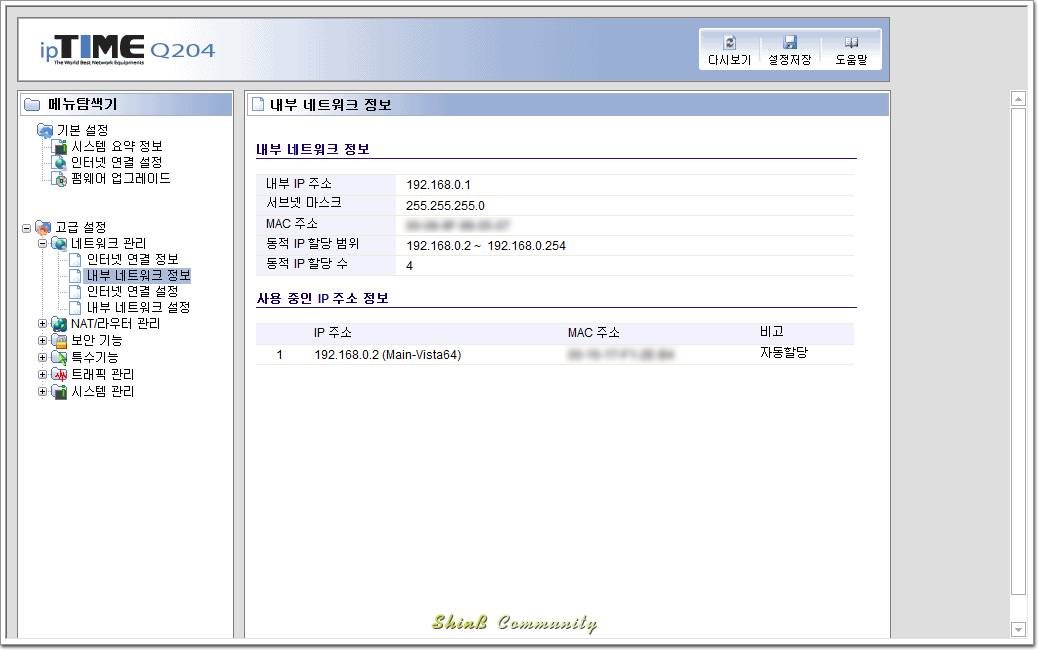 ipTIME Q204
The World Best Network Equipments
다시보기 설정저장 도움말
메뉴탐색기
기본 설정
시스템 요약 정보
인터넷 연결 설정
펌웨어 업그레이드
고급 설정
네트워크 관리
인터넷 연결 정보
내부 네트워크 정보
인터넷 연결 설정
내부 네트워크 설정
NAT/라우터 관리
보안 기능
특수기능
트래픽 관리
시스템 관리
내부 네트워크 정보
내부 네트워크 정보
내부 IP 주소 192.168.0.1
서브넷 마스크 255.255.255.0
MAC 주소
동적 IP 할당 범위 192.168.0.2 ~ 192.168.0.254
동적 IP 할당 수 4
사용 중인 IP 주소 정보
IP 주소 MAC 주소 비고
1 192.168.0.2 (Main-Vista64) 자동할당
ShinB Community